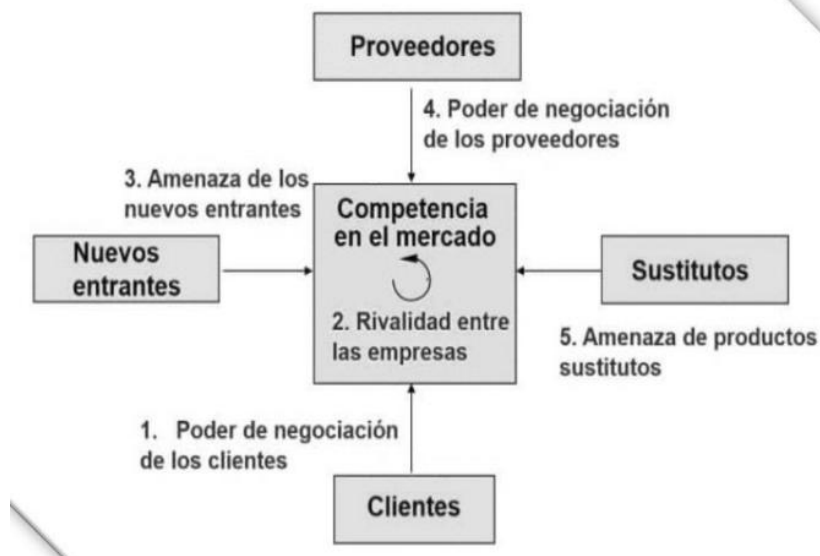 Proveedores
4. Poder de negociación
de los proveedores
3. Amenaza de los
nuevos entrantes
Competencia
en el mercado
Nuevos
entrantes
Sustitutos
2. Rivalidad entre
las empresas
5. Amenaza de productos
sustitutos
1. Poder de negociación
de los clientes
Clientes